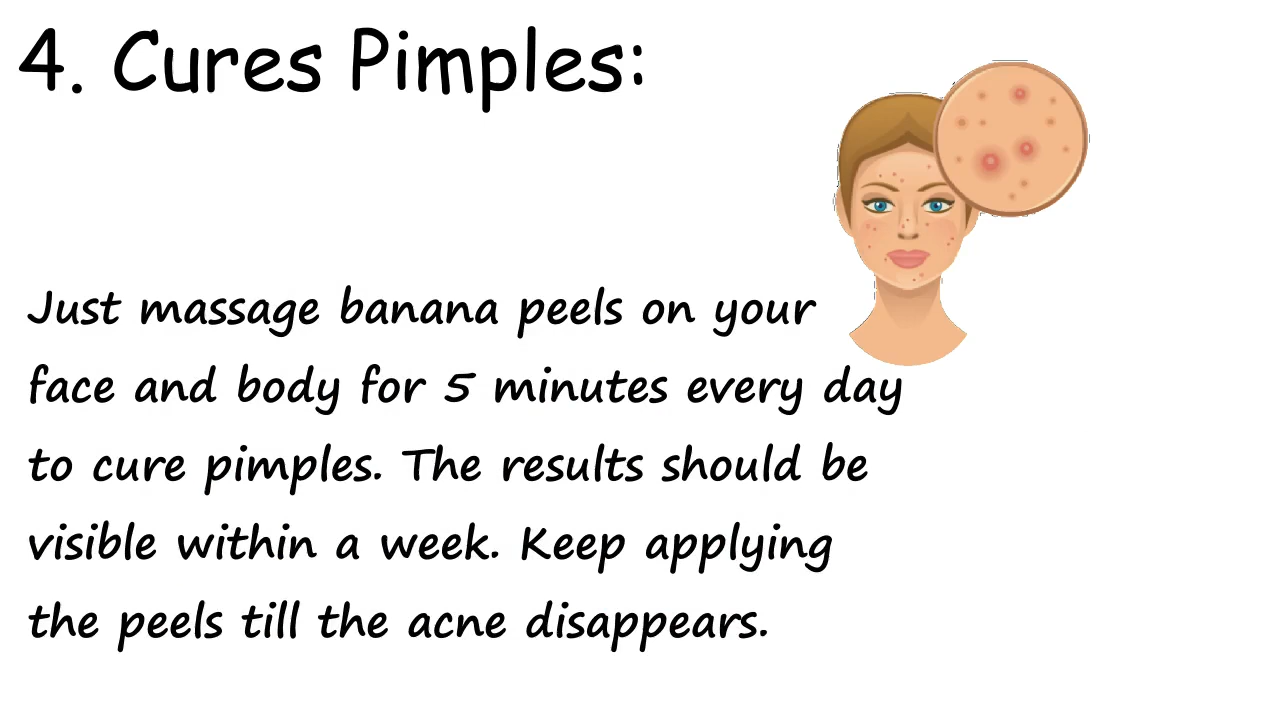 4. Cures Pimples:
Just massage banana peels on your
face and body for 5 minutes every day
to cure pimples. The results should be
visible within a week. Keep applying
the peels till the acne disappears.